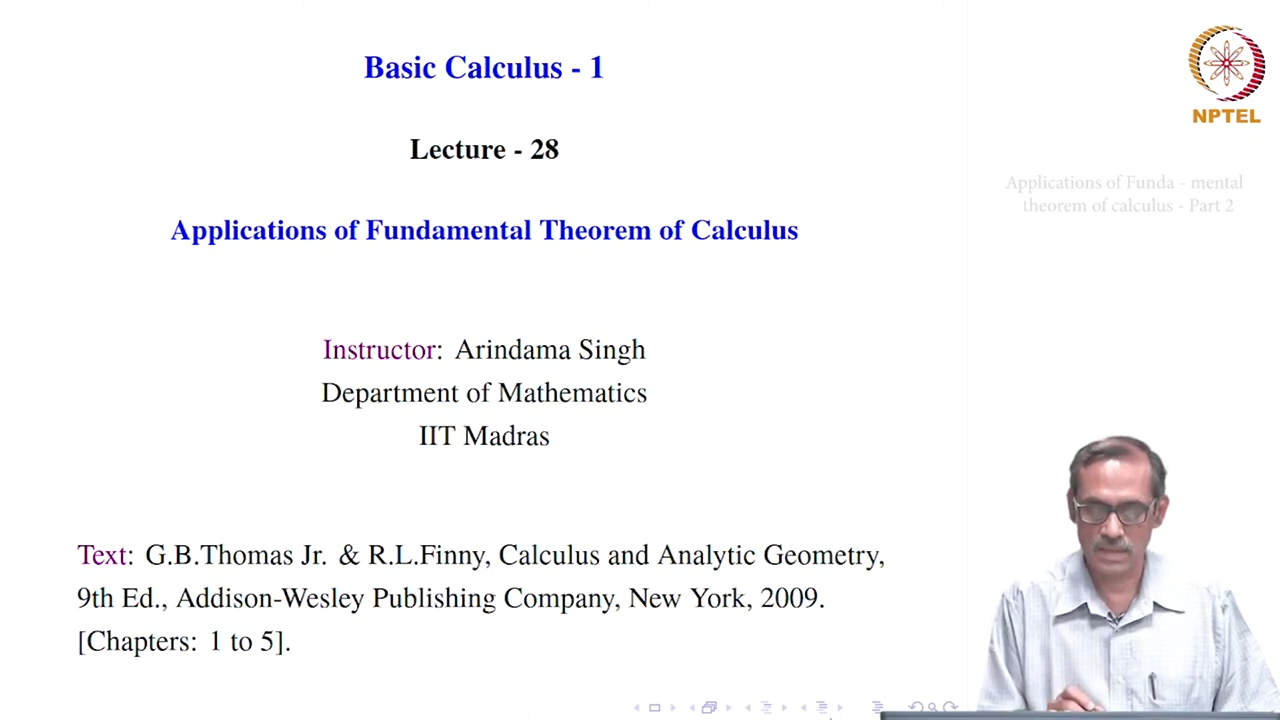 Basic Calculus - 1
Lecture - 28
Applications of Fundamental Theorem of Calculus
Instructor: Arindama Singh
Department of Mathematics
IIT Madras
Text: G.B.Thomas Jr. & R.L.Finny, Calculus and Analytic Geometry,
9th Ed., Addison-Wesley Publishing Company, New York, 2009.
[Chapters: 1 to 5].
NPTEL
Applications of Funda - mental
theorem of calculus - Part 2